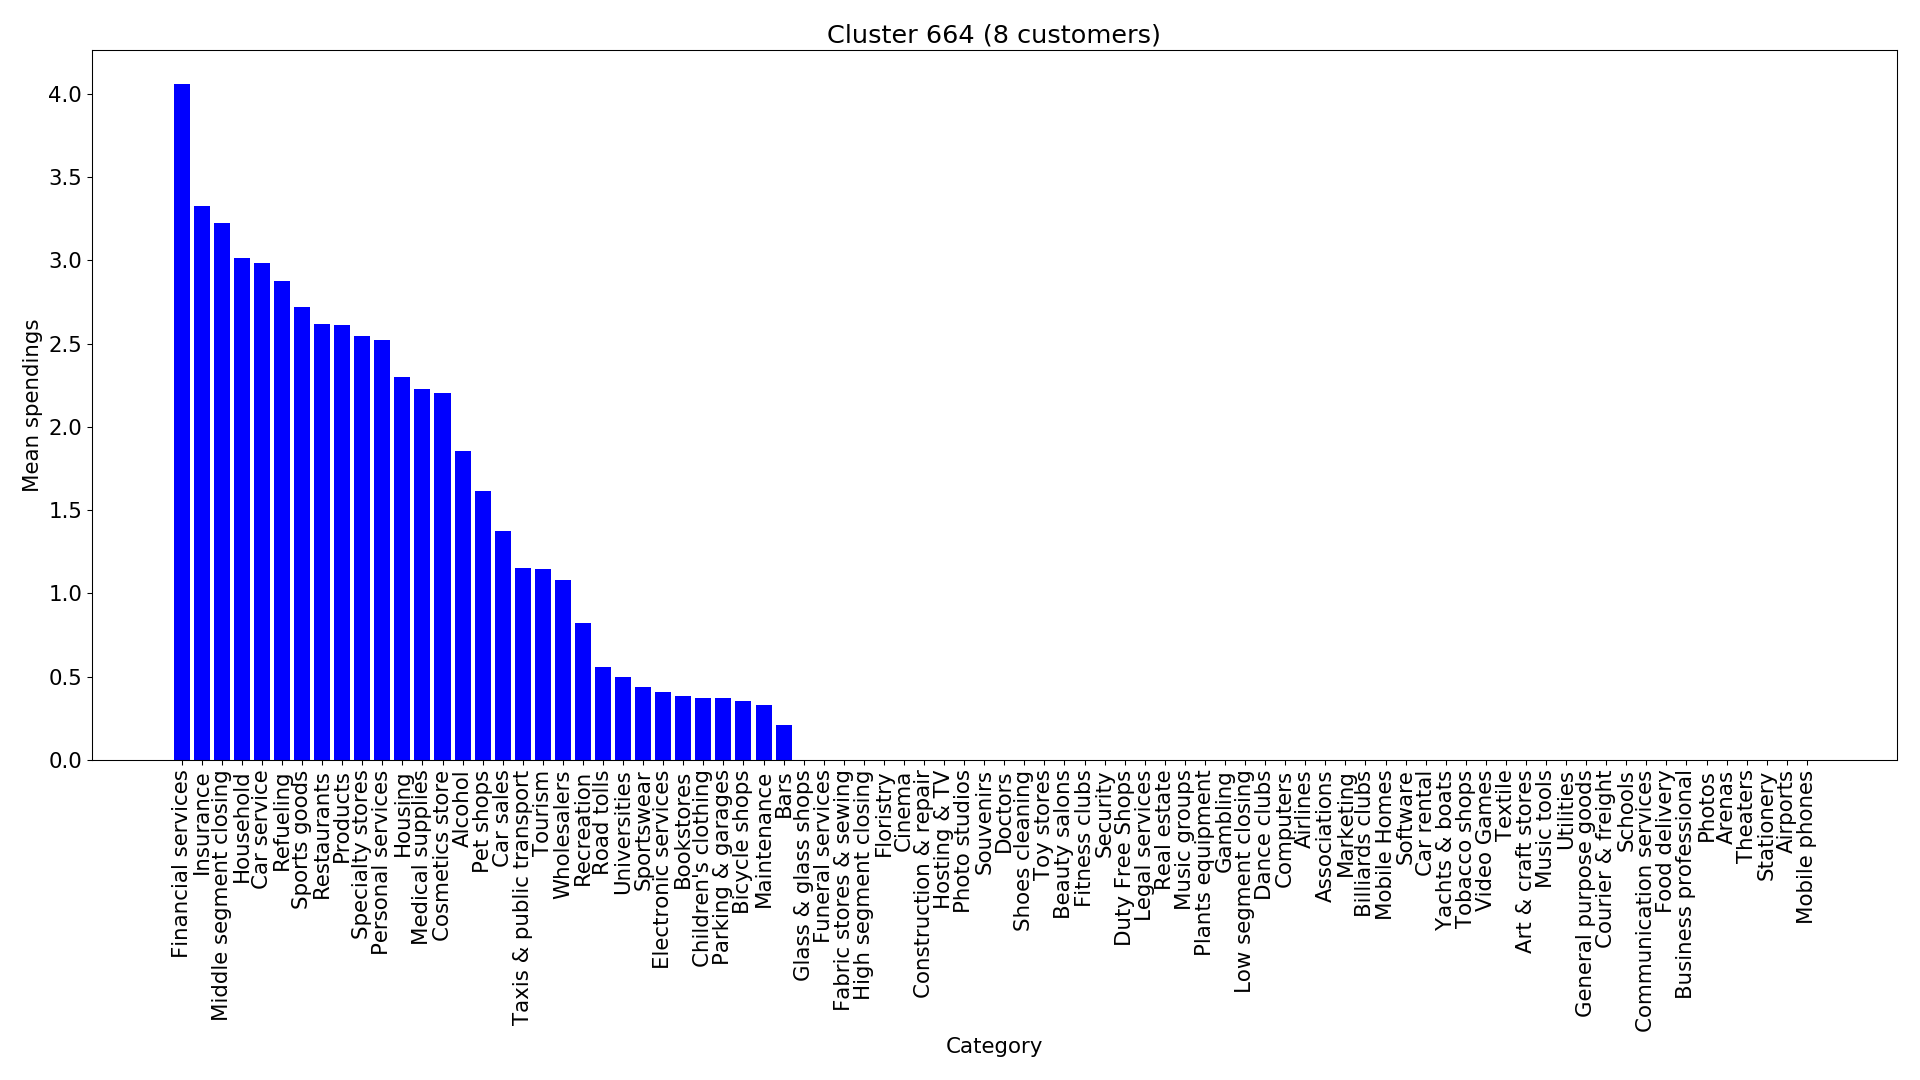 Cluster 664 (8 customers)
4.0
3.5
3.0
2.5
2.0
1.5
1.0
0.5
0.0
Mean spendings
Financial services
Insurance
Middle segment closing
Household
Car service
Refueling
Sports goods
Restaurants
Products
Specialty stores
Personal services
Housing
Medical supplies
Cosmetics store
Alcohol
Pet shops
Car sales
Taxis & public transport
Tourism
Wholesalers
Recreation
Road tolls
Universities
Sportswear
Electronic services
Bookstores
Children's clothing
Parking & garages
Bicycle shops
Maintenance
Bars
Glass & glass shops
Funeral services
Fabric stores & sewing
High segment closing
Floristry
Cinema
Construction & repair
Hosting & TV
Photo studios
Souvenirs
Doctors
Shoes cleaning
Toy stores
Beauty salons
Fitness clubs
Security
Duty Free Shops
Legal services
Real estate
Music groups
Plants equipment
Gambling
Low segment closing
Dance clubs
Computers
Airlines
Associations
Marketing
Billiards clubs
Mobile Homes
Software
Car rental
Yachts & boats
Tobacco shops
Video Games
Textile
Art & craft stores
Music tools
Utilities
General purpose goods
Courier & freight
Schools
Communication services
Food delivery
Business professional
Photos
Arenas
Theaters
Stationery
Airports
Mobile phones
Category